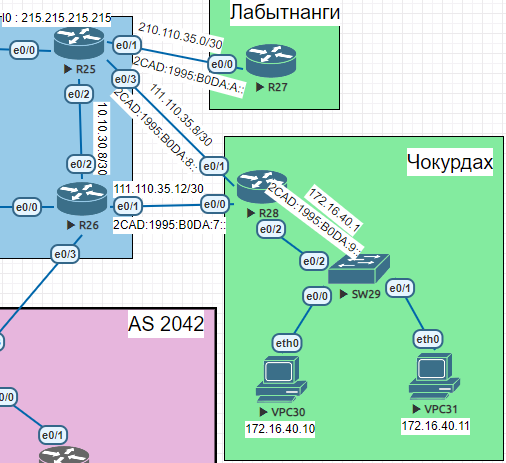 Лабытнанги
lo : 215.215.215.215
210.110.35.0/30
e0/0
e0/1
R25
e0/0
R27
2CAD:1995:B0DA:A::
e0/3
e0/2
111.110.35.8/30
2CAD:1995:B0DA:8::
10.10.30.8/30
e0/2
e0/1
Чокурдах
111.110.35.12/30
e0/0
e0/1
e0/0
R26
R28
2CAD:1995:B0DA:7::
172.16.40.1
2CAD:1995:B0DA:9::
e0/2
e0/3
e0/2
SW29
e0/0
e0/1
AS 2042
eth0
eth0
VPC30
VPC31
172.16.40.10
172.16.40.11
e0/1